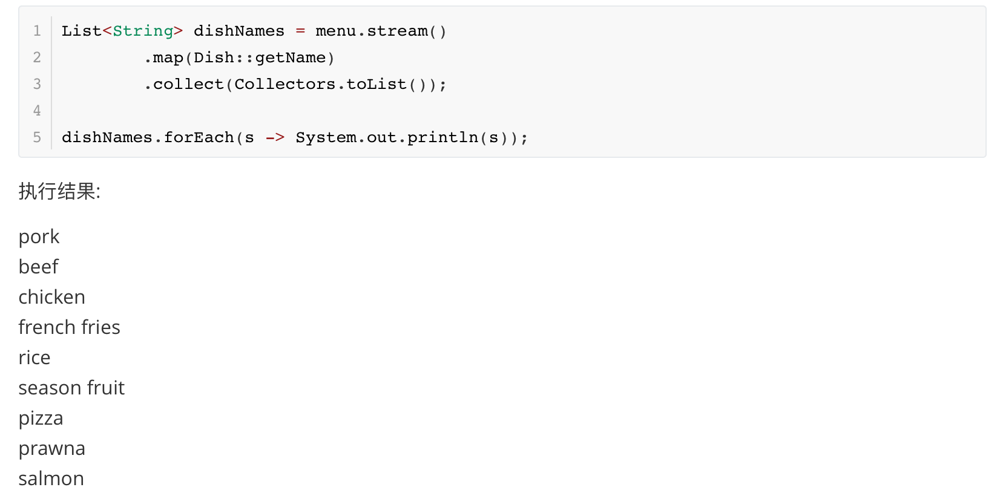 1 List<String> dishNames = menu.stream()
2         .map(Dish::getName)
3         .collect(Collectors.toList());
4
5 dishNames.forEach(s -> System.out.println(s));
执行结果:
pork
beef
chicken
french fries
rice
season fruit
pizza
prawna
salmon